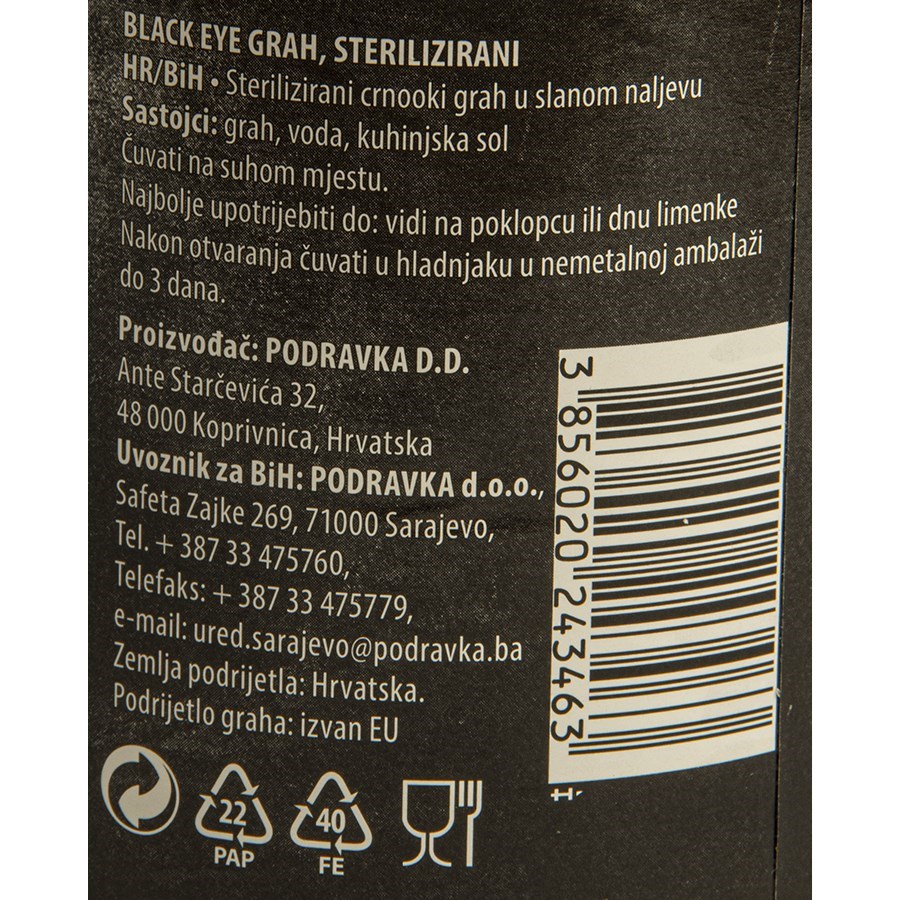 BLACK EYE GRAH, STERILIZIRANI
HR/BiH • Sterilizirani crnooki grah u slanom naljevu
Sastojci: grah, voda, kuhinjska sol
Čuvati na suhom mjestu.
Najbolje upotrijebiti do: vidi na poklopcu ili dnu limenke
Nakon otvaranja čuvati u hladnjaku u nemetalnoj ambalaži
do 3 dana.
Proizvođač: PODRAVKA D.D.
Ante Starčevića 32,
48 000 Koprivnica, Hrvatska
Uvoznik za BiH: PODRAVKA d.o.o.,
Safeta Zajke 269, 71000 Sarajevo,
Tel. + 387 33 475760,
Telefaks: + 387 33 475779,
e-mail: ured.sarajevo@podravka.ba
Zemlja podrijetla: Hrvatska.
Podrijetlo graha: izvan EU
3 856020 243463
22
PAP
40
FE